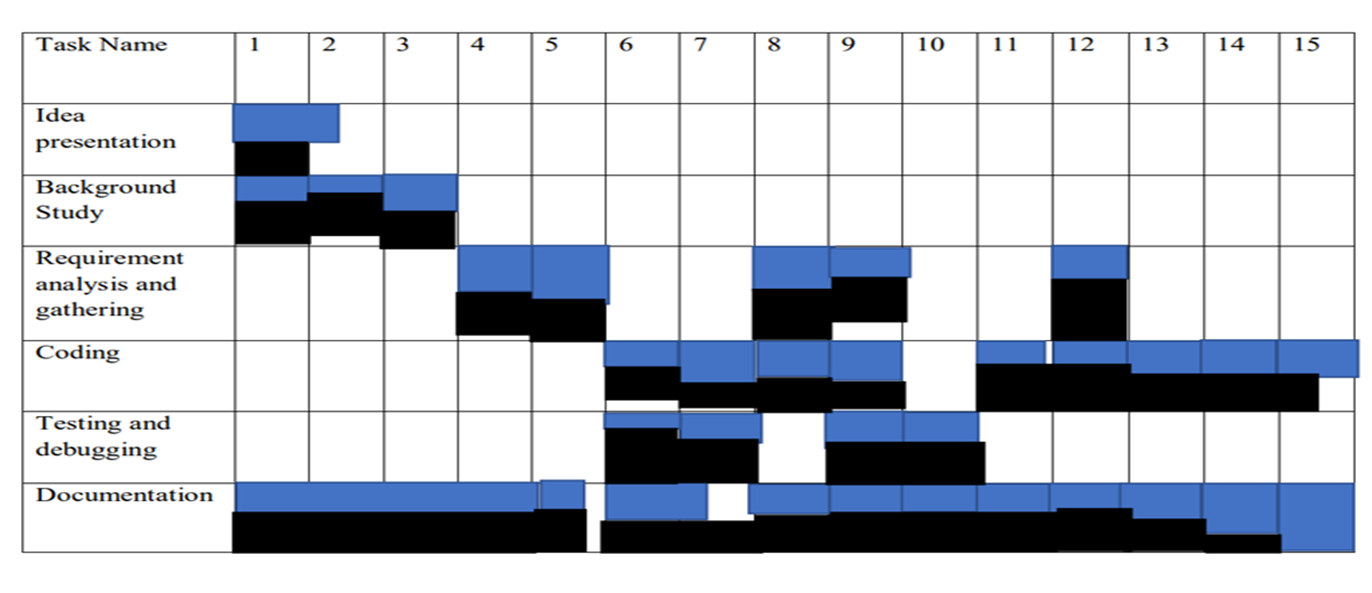 Task Name 1 2 3 4 5 6 7 8 9 10 11 12 13 14 15
Idea
presentation
Background
Study
Requirement
analysis and
gathering
Coding
Testing and
debugging
Documentation